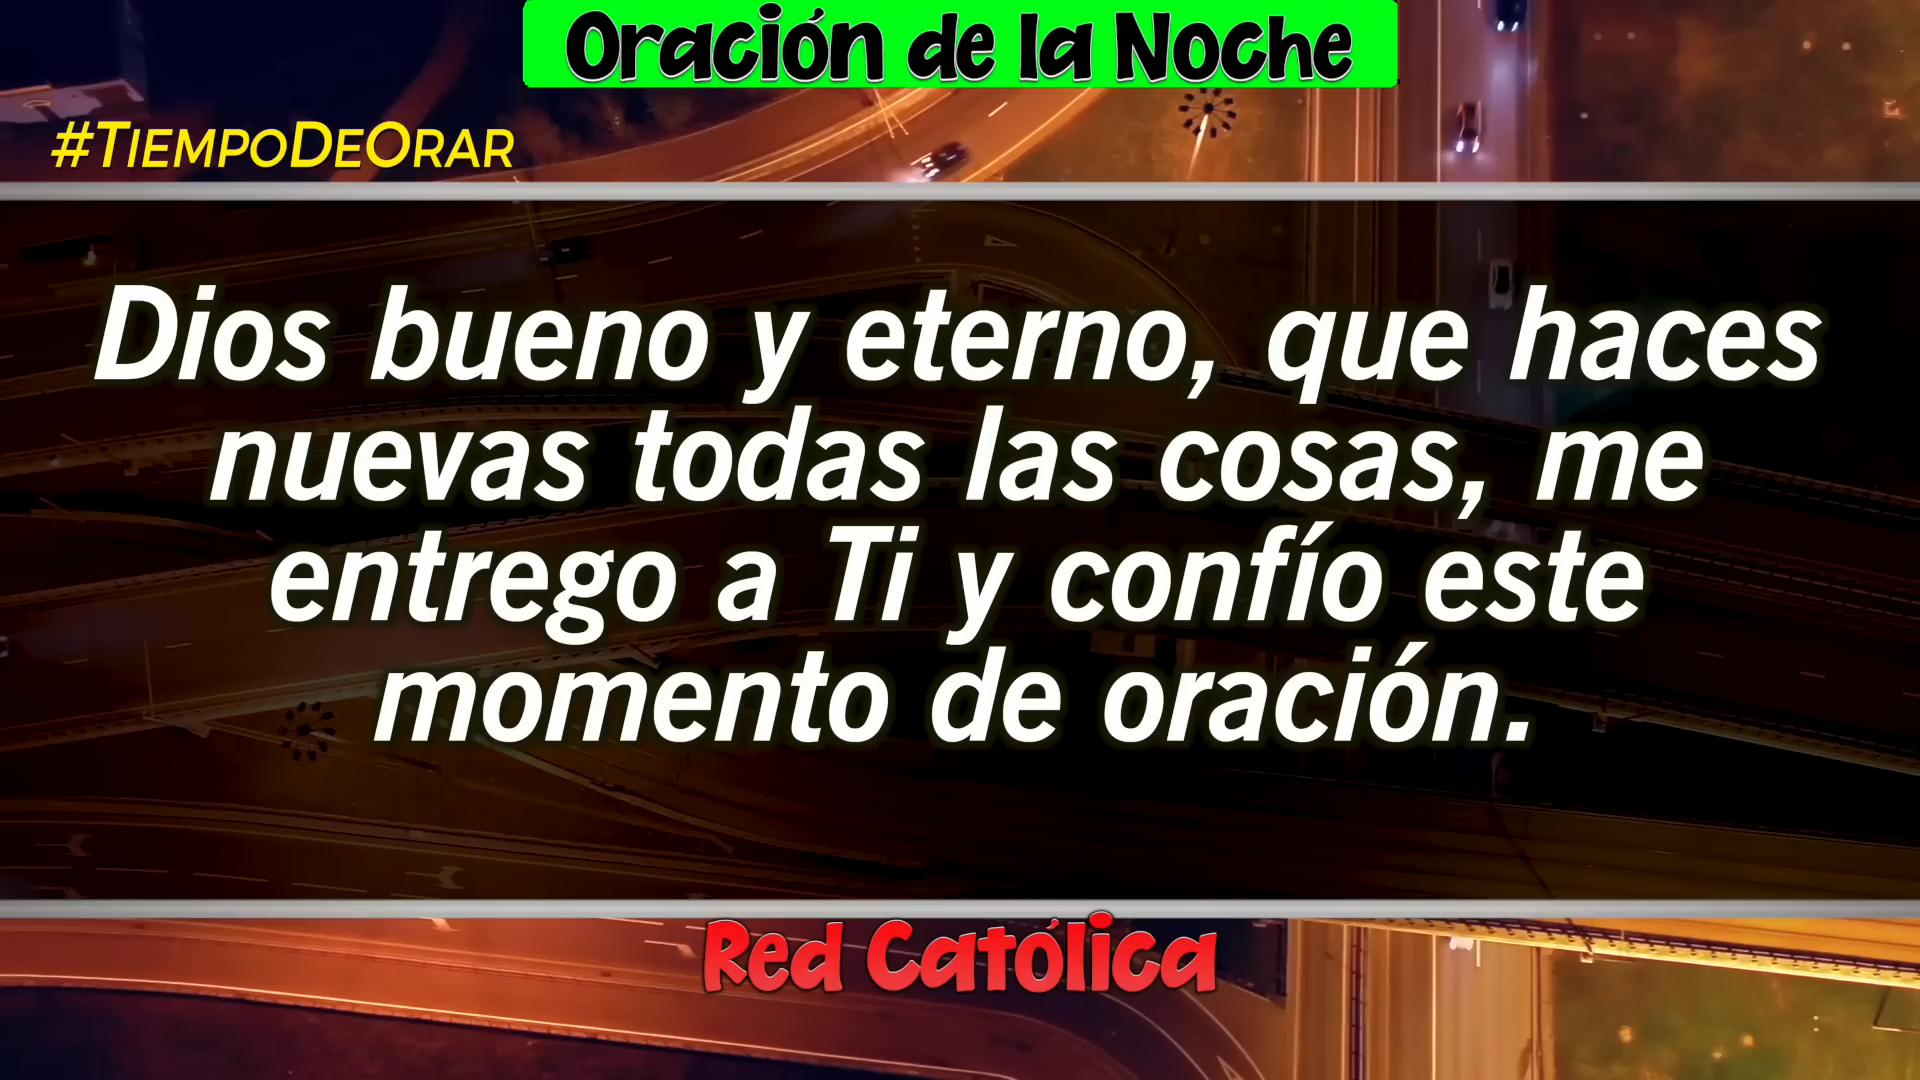 Oración de la Noche
#TiempoDeOrar
Dios bueno y eterno, que haces
nuevas todas las cosas, me
entrego a Ti y confío este
momento de oración.
Red Católica